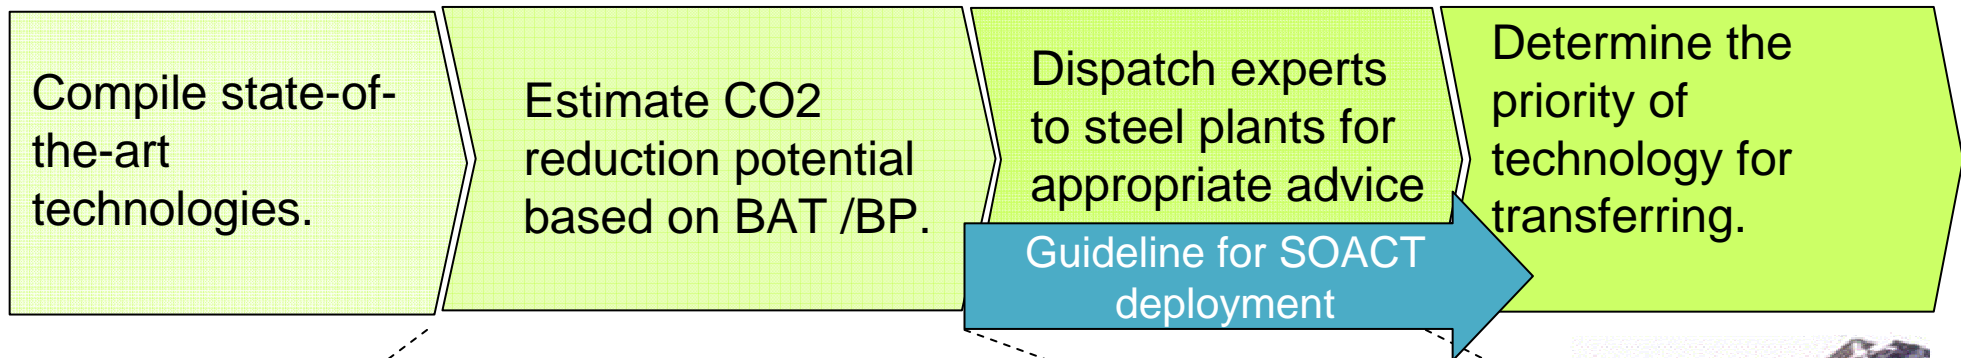 Compile state-of-
the-art
technologies.
Estimate CO2
reduction potential
based on BAT /BP.
Dispatch experts
to steel plants for
appropriate advice
Guideline for SOACT
deployment
Determine the
priority of
technology for
transferring.